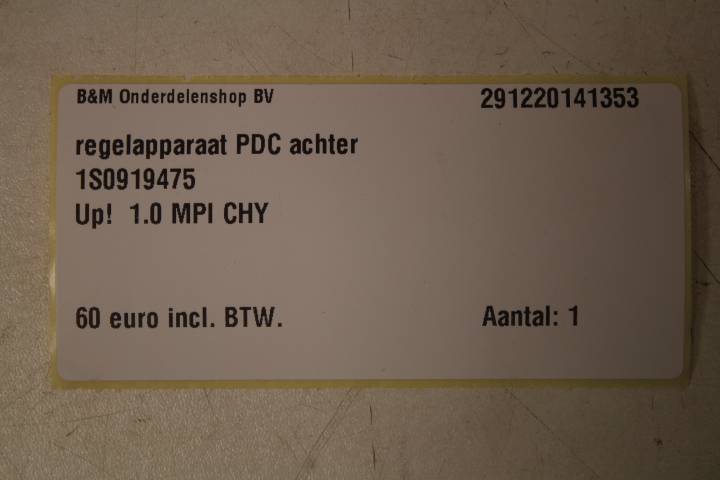 B&M Onderdelenshop BV 291220141353
regelapparaat PDC achter
1S0919475
Up! 1.0 MPI CHY
60 euro incl. BTW. Aantal: 1